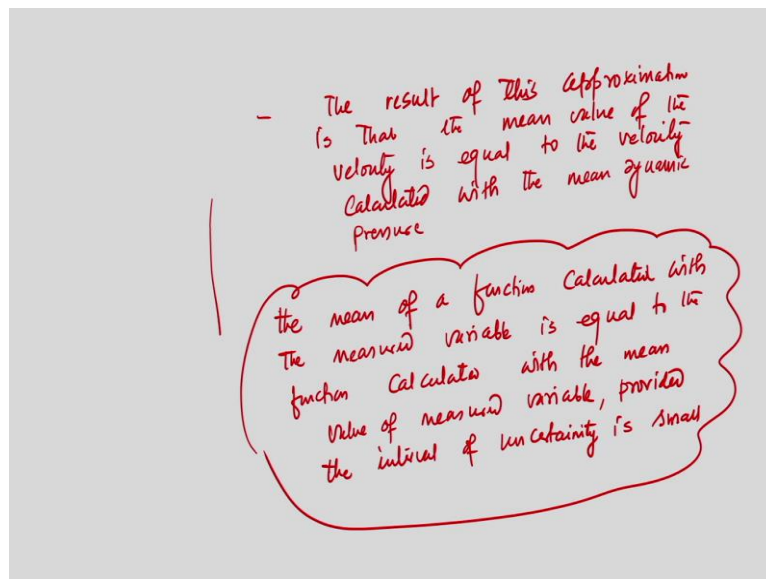 - The result of this approximation
is that the mean value of the
velocity is equal to the velocity
calculated with the mean dynamic
pressure
the mean of a function calculated with
the measured variable is equal to the
function calculated with the mean
value of measured variable, provided
the interval of uncertainity is small